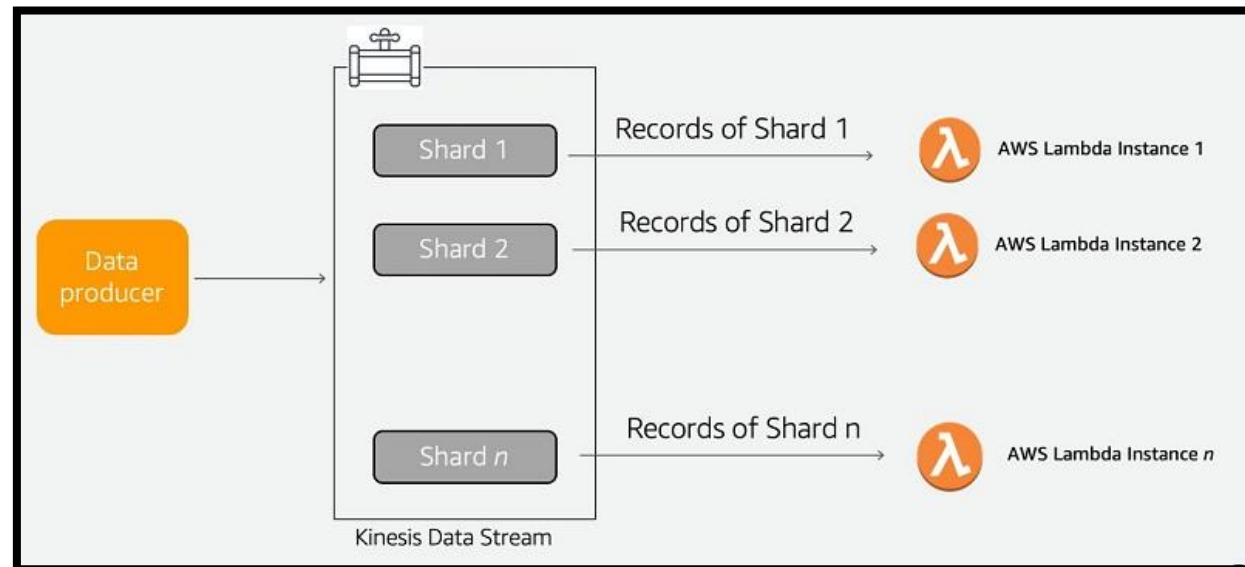 Shard 1
Records of Shard 1
AWS Lambda Instance 1
Shard 2
Records of Shard 2
AWS Lambda Instance 2
Data
producer
Shard n
Records of Shard n
AWS Lambda Instance n
Kinesis Data Stream